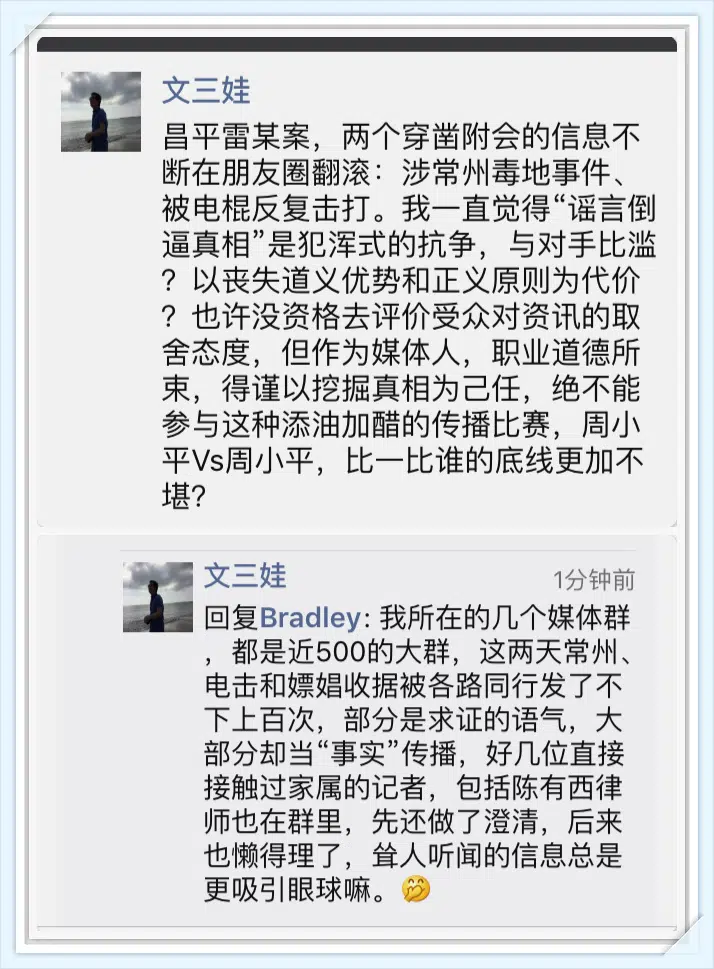 文三娃
昌平雷某案，两个穿凿附会的信息不
断在朋友圈翻滚：涉常州毒地事件、
被电棍反复击打。我一直觉得“谣言倒
逼真相”是犯浑式的抗争，与对手比滥
？以丧失道义优势和正义原则为代价
？也许没资格去评价受众对资讯的取
舍态度，但作为媒体人，职业道德所
束，得谨以挖掘真相为己任，绝不能
参与这种添油加醋的传播比赛，周小
平Vs周小平，比一比谁的底线更加不
堪？
文三娃
1分钟前
回复Bradley: 我所在的几个媒体群
，都是近500的大群，这两天常州、
电击和嫖娼收据被各路同行发了不
下上百次，部分是求证的语气，大
部分却当“事实”传播，好几位直接
接触过家属的记者，包括陈有西律
师也在群里，先还做了澄清，后来
也懒得理了，耸人听闻的信息总是
更吸引眼球嘛。🤭